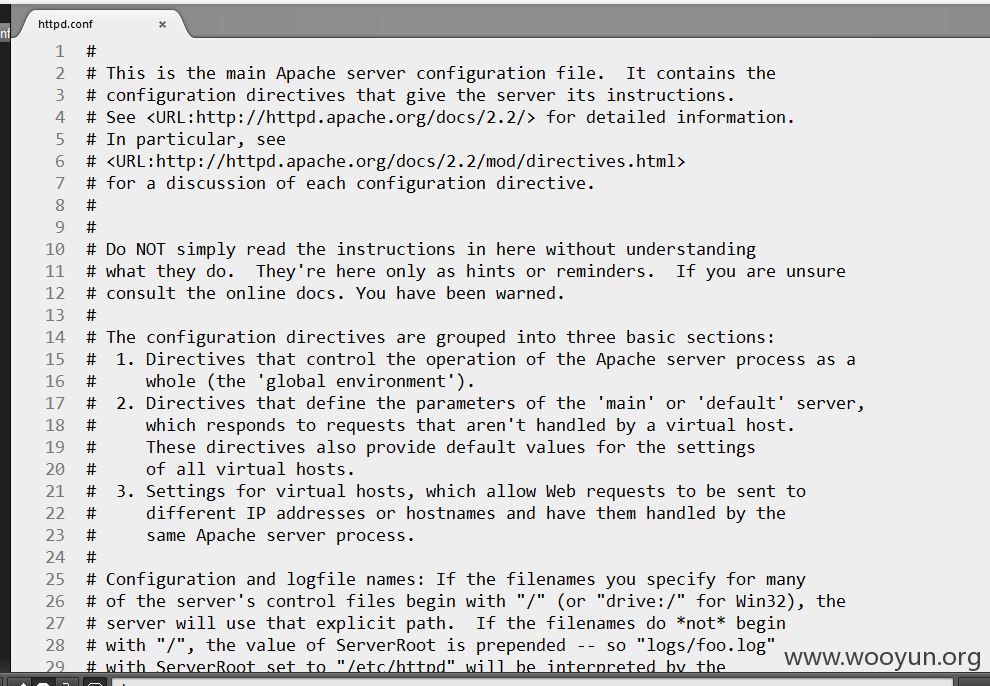 httpd.conf ×
1 #
2 # This is the main Apache server configuration file.  It contains the
3 # configuration directives that give the server its instructions.
4 # See <URL:http://httpd.apache.org/docs/2.2/> for detailed information.
5 # In particular, see
6 # <URL:http://httpd.apache.org/docs/2.2/mod/directives.html>
7 # for a discussion of each configuration directive.
8 #
9 #
10 # Do NOT simply read the instructions in here without understanding
11 # what they do.  They're here only as hints or reminders.  If you are unsure
12 # consult the online docs. You have been warned.
13 #
14 # The configuration directives are grouped into three basic sections:
15 #  1. Directives that control the operation of the Apache server process as a
16 #     whole (the 'global environment').
17 #  2. Directives that define the parameters of the 'main' or 'default' server,
18 #     which responds to requests that aren't handled by a virtual host.
19 #     These directives also provide default values for the settings
20 #     of all virtual hosts.
21 #  3. Settings for virtual hosts, which allow Web requests to be sent to
22 #     different IP addresses or hostnames and have them handled by the
23 #     same Apache server process.
24 #
25 # Configuration and logfile names: If the filenames you specify for many
26 # of the server's control files begin with "/" (or "drive:/" for Win32), the
27 # server will use that explicit path.  If the filenames do *not* begin
28 # with "/", the value of ServerRoot is prepended -- so "logs/foo.log"
29 # with ServerRoot set to "/etc/httpd" will be interpreted by the
www.wooyun.org